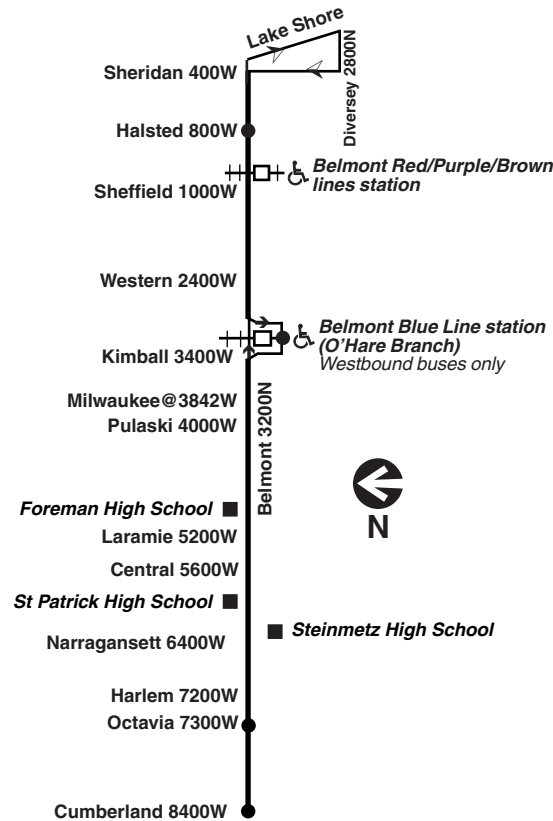 Lake Shore
Sheridan 400W
Diversey 2800N
Halsted 800W
Belmont Red/Purple/Brown
lines station
Sheffield 1000W
Western 2400W
Belmont Blue Line station
(O'Hare Branch)
Westbound buses only
Kimball 3400W
Milwaukee@3842W
Pulaski 4000W
Belmont 3200N
Foreman High School
N
Laramie 5200W
Central 5600W
St Patrick High School
Steinmetz High School
Narragansett 6400W
Harlem 7200W
Octavia 7300W
Cumberland 8400W